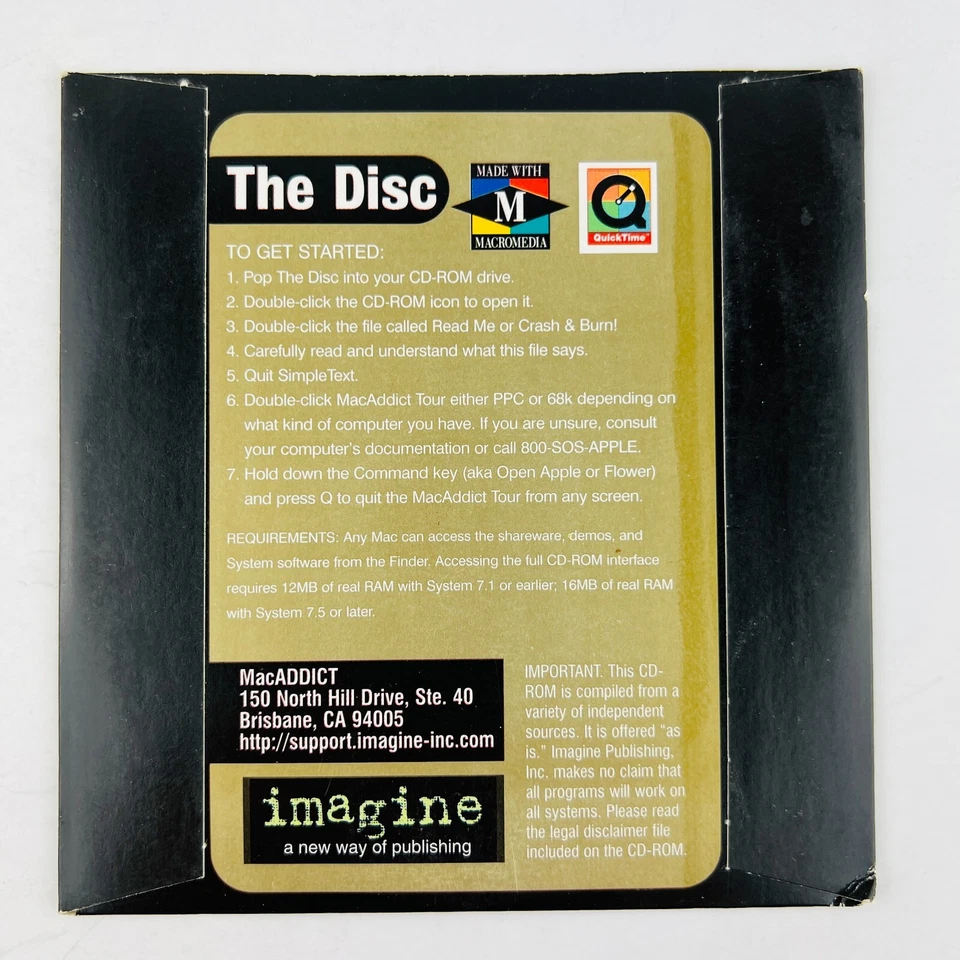 The Disc
MADE WITH
M
MACROMEDIA
QuickTime™
TO GET STARTED:
1. Pop The Disc into your CD-ROM drive.
2. Double-click the CD-ROM icon to open it.
3. Double-click the file called Read Me or Crash & Burn!
4. Carefully read and understand what this file says.
5. Quit SimpleText.
6. Double-click MacAddict Tour either PPC or 68k depending on
what kind of computer you have. If you are unsure, consult
your computer's documentation or call 800-SOS-APPLE.
7. Hold down the Command key (aka Open Apple or Flower)
and press Q to quit the MacAddict Tour from any screen.
REQUIREMENTS: Any Mac can access the shareware, demos, and
System software from the Finder. Accessing the full CD-ROM interface
requires 12MB of real RAM with System 7.1 or earlier; 16MB of real RAM
with System 7.5 or later.
MacADDICT
150 North Hill Drive, Ste. 40
Brisbane, CA 94005
http://support.imagine-inc.com
imagine
a new way of publishing
IMPORTANT. This CD-
ROM is compiled from a
variety of independent
sources. It is offered "as
is." Imagine Publishing,
Inc. makes no claim that
all programs will work on
all systems. Please read
the legal disclaimer file
included on the CD-ROM.